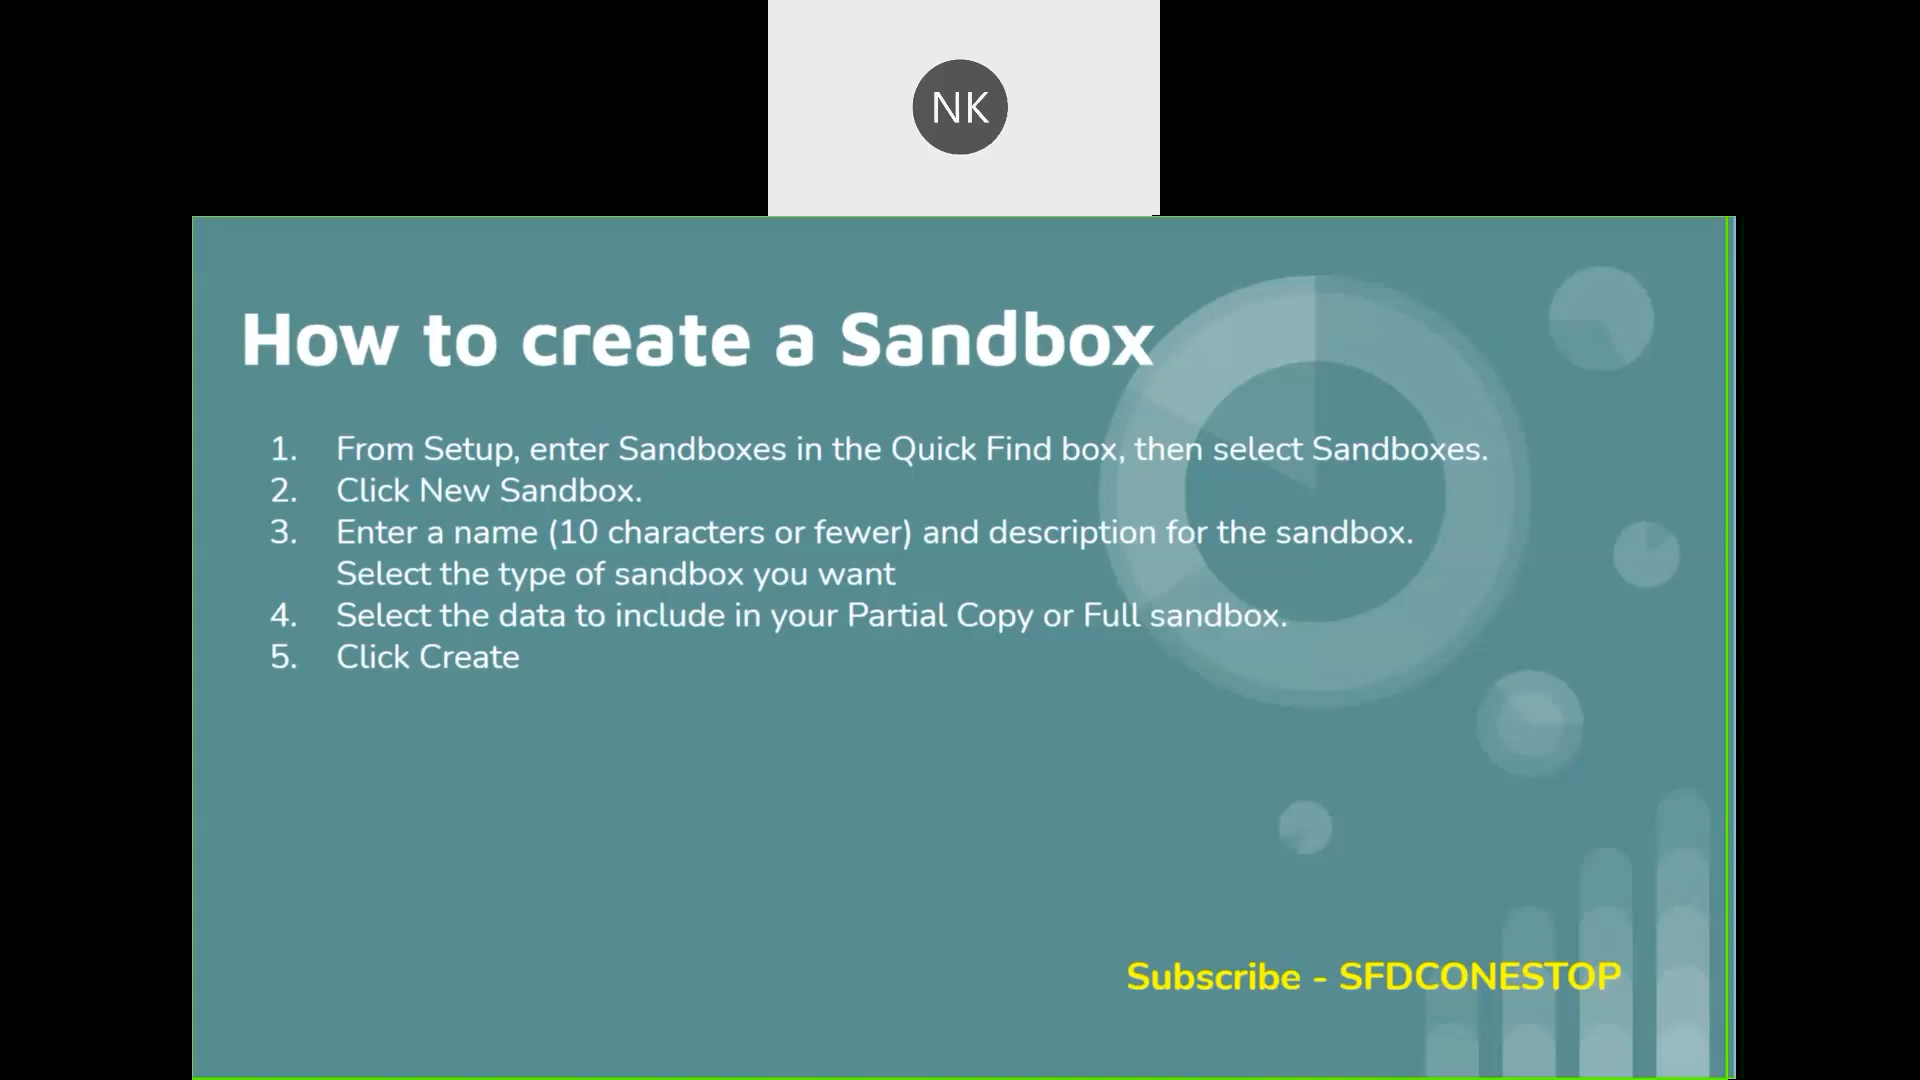 NK
How to create a Sandbox
1. From Setup, enter Sandboxes in the Quick Find box, then select Sandboxes.
2. Click New Sandbox.
3. Enter a name (10 characters or fewer) and description for the sandbox.
Select the type of sandbox you want
4. Select the data to include in your Partial Copy or Full sandbox.
5. Click Create
Subscribe - SFDCONESTOP